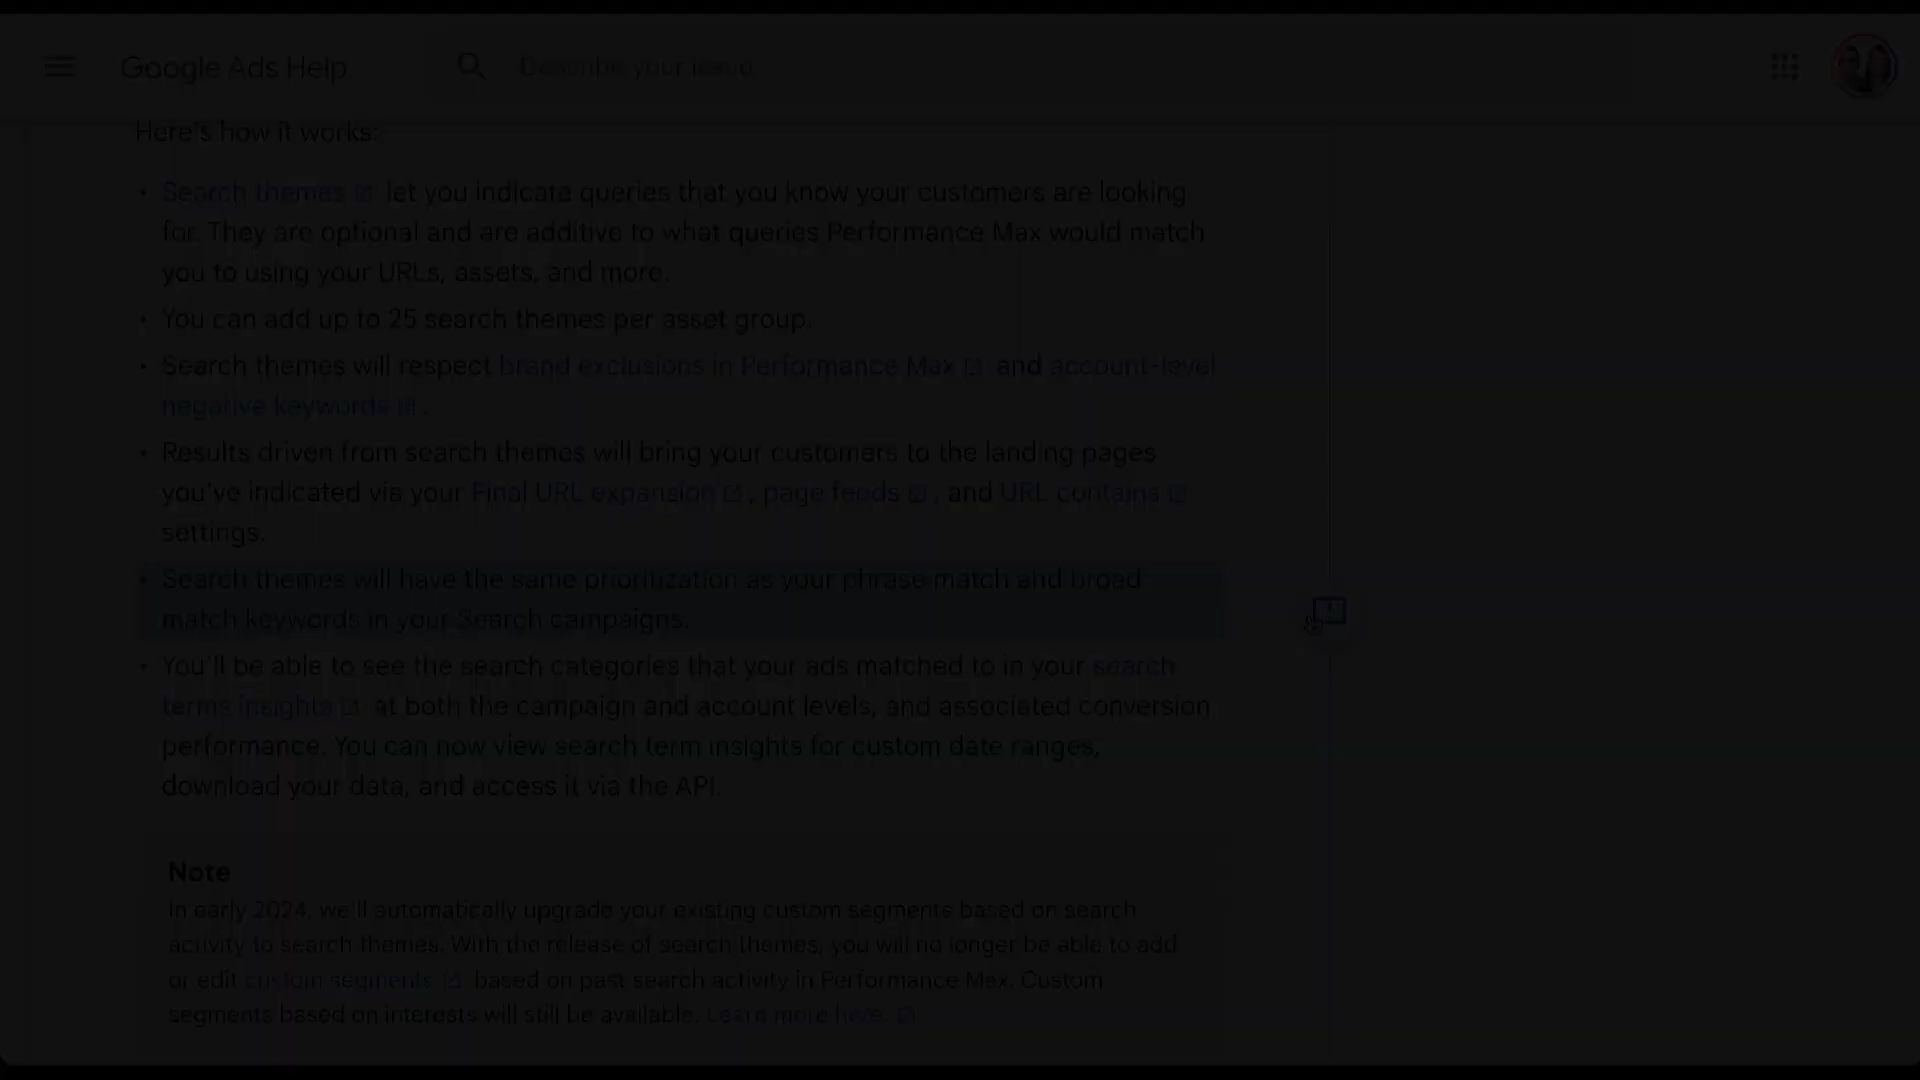 Google Ads Help
Describe your issue
Here's how it works:
• Search themes let you indicate queries that you know your customers are looking
for. They are optional and are additive to what queries Performance Max would match
you to using your URLs, assets, and more.
• You can add up to 25 search themes per asset group.
• Search themes will respect brand exclusions in Performance Max and account-level
negative keywords.
• Results driven from search themes will bring your customers to the landing pages
you've indicated via your Final URL expansion, page feeds, and URL contains
settings.
• Search themes will have the same prioritization as your phrase match and broad
match keywords in your Search campaigns.
• You'll be able to see the search categories that your ads matched to in your search
terms insights at both the campaign and account levels, and associated conversion
performance. You can now view search term insights for custom date ranges,
download your data, and access it via the API.
Note
In early 2024, we'll automatically upgrade your existing custom segments based on search
activity to search themes. With the release of search themes, you will no longer be able to add
or edit custom segments based on past search activity in Performance Max. Custom
segments based on interests will still be available. Learn more here.